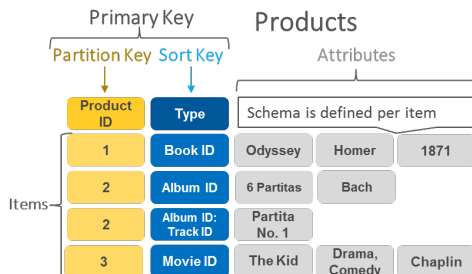 Primary Key
Products
Partition Key
Sort Key
Attributes
Product
ID
Type
Schema is defined per item
Items
1
Book ID
Odyssey
Homer
1871
2
Album ID
6 Partitas
Bach
2
Album ID:
Track ID
Partita
No. 1
3
Movie ID
The Kid
Drama,
Comedy
Chaplin